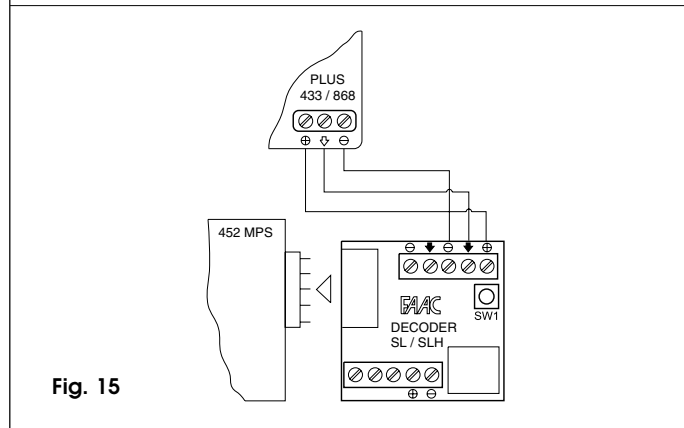 PLUS
433 / 868
⊕ ⇩ ⊖
452 MPS
⊖ ⬇ ⊖ ⬇ ⊕
FAAC
SW1
DECODER
SL / SLH
⊕ ⊖
Fig. 15